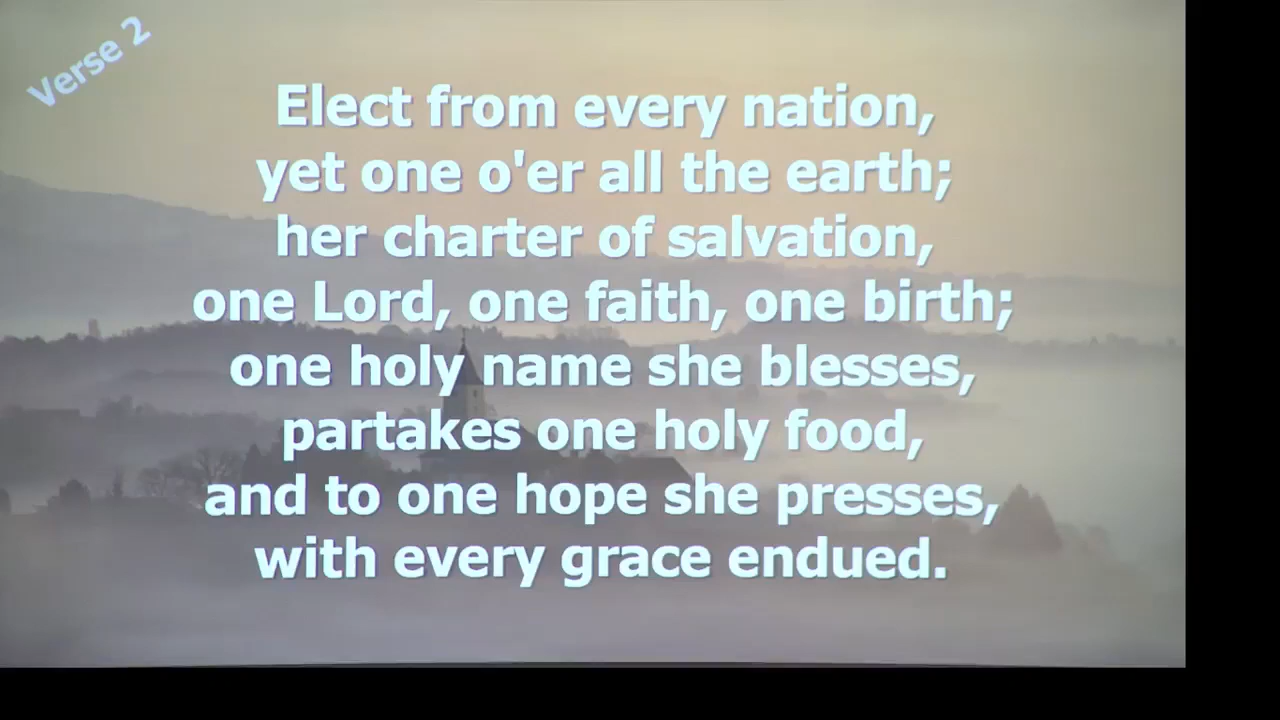 Verse 2
Elect from every nation,
yet one o'er all the earth;
her charter of salvation,
one Lord, one faith, one birth;
one holy name she blesses,
partakes one holy food,
and to one hope she presses,
with every grace endued.